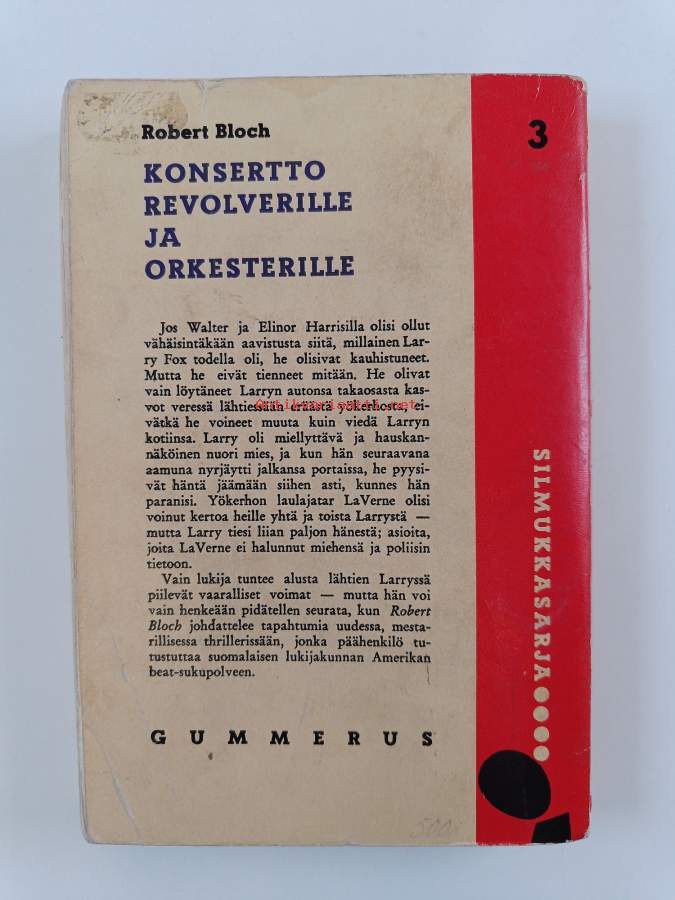 Robert Bloch
3
KONSERTTO
REVOLVERILLE
JA
ORKESTERILLE
Jos Walter ja Elinor Harrisilla olisi ollut
vähäisintäkään aavistusta siitä, millainen Lar-
ry Fox todella oli, he olisivat kauhistuneet.
Mutta he eivät tienneet mitään. He olivat
vain löytäneet Larryn autonsa takaosasta kas-
vot veressä lähtiessään eräästä yökerhosta, ei-
vätkä he voineet muuta kuin viedä Larryn
kotiinsa. Larry oli miellyttävä ja hauskan-
näköinen nuori mies, ja kun hän seuraavana
aamuna nyrjäytti jalkansa portaissa, he pyysi-
vät häntä jäämään siihen asti, kunnes hän
paranisi. Yökerhon laulajatar LaVerne olisi
voinut kertoa heille yhtä ja toista Larrystä —
mutta Larry tiesi liian paljon hänestä; asioita,
joita LaVerne ei halunnut miehensä ja poliisin
tietoon.
Vain lukija tuntee alusta lähtien Larryssä
piilevät vaaralliset voimat — mutta hän voi
vain henkeään pidätellen seurata, kun Robert
Bloch johdattelee tapahtumia uudessa, mesta-
rillisessa thrillerissään, jonka päähenkilö tu-
tustuttaa suomalaisen lukijakunnan Amerikan
beat-sukupolveen.
GUMMERUS
SILMUKKASARJA